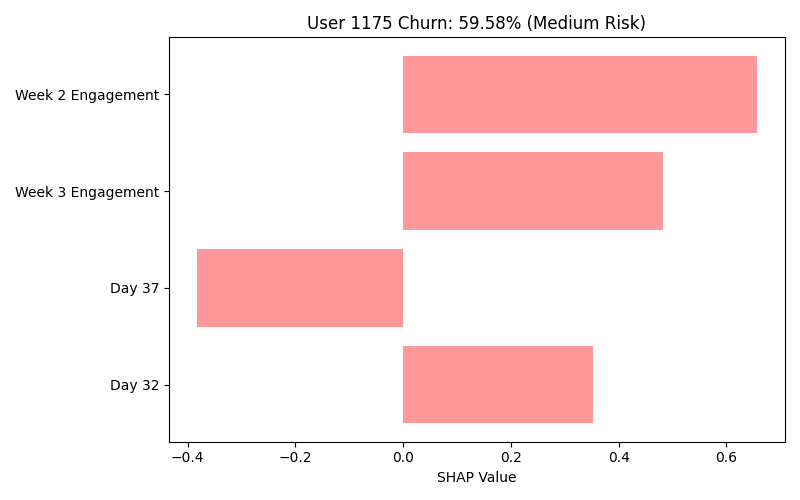 User 1175 Churn: 59.58% (Medium Risk)
Week 2 Engagement
Week 3 Engagement
Day 37
Day 32
−0.4 −0.2 0.0 0.2 0.4 0.6
SHAP Value